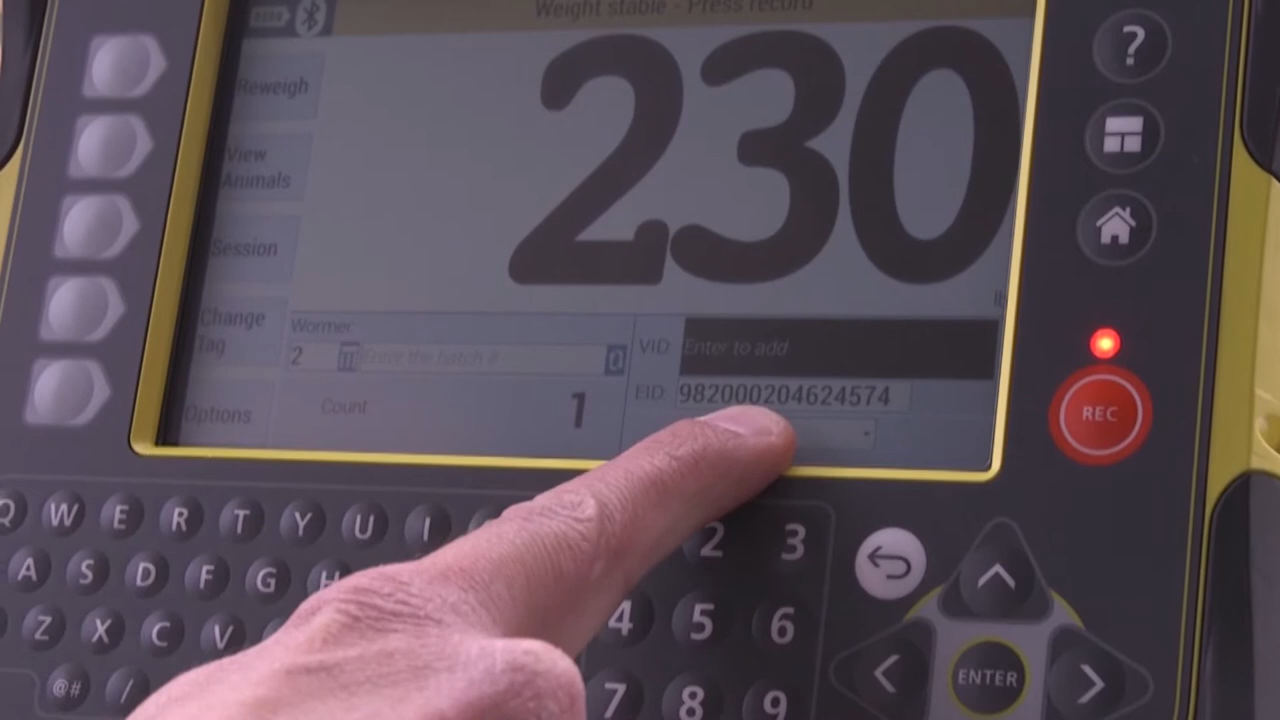 Weight stable - Press record
230
Reweigh
View
Animals
Session
Change
Tag
Options
Wormer
2
Enter the batch #
0
Count
1
VID
Enter to add
EID
982000204624574
?
REC
Q W E R T Y U I
A S D F G H
Z X C V
@# /
2 3
4 5 6
7 8 9
ENTER